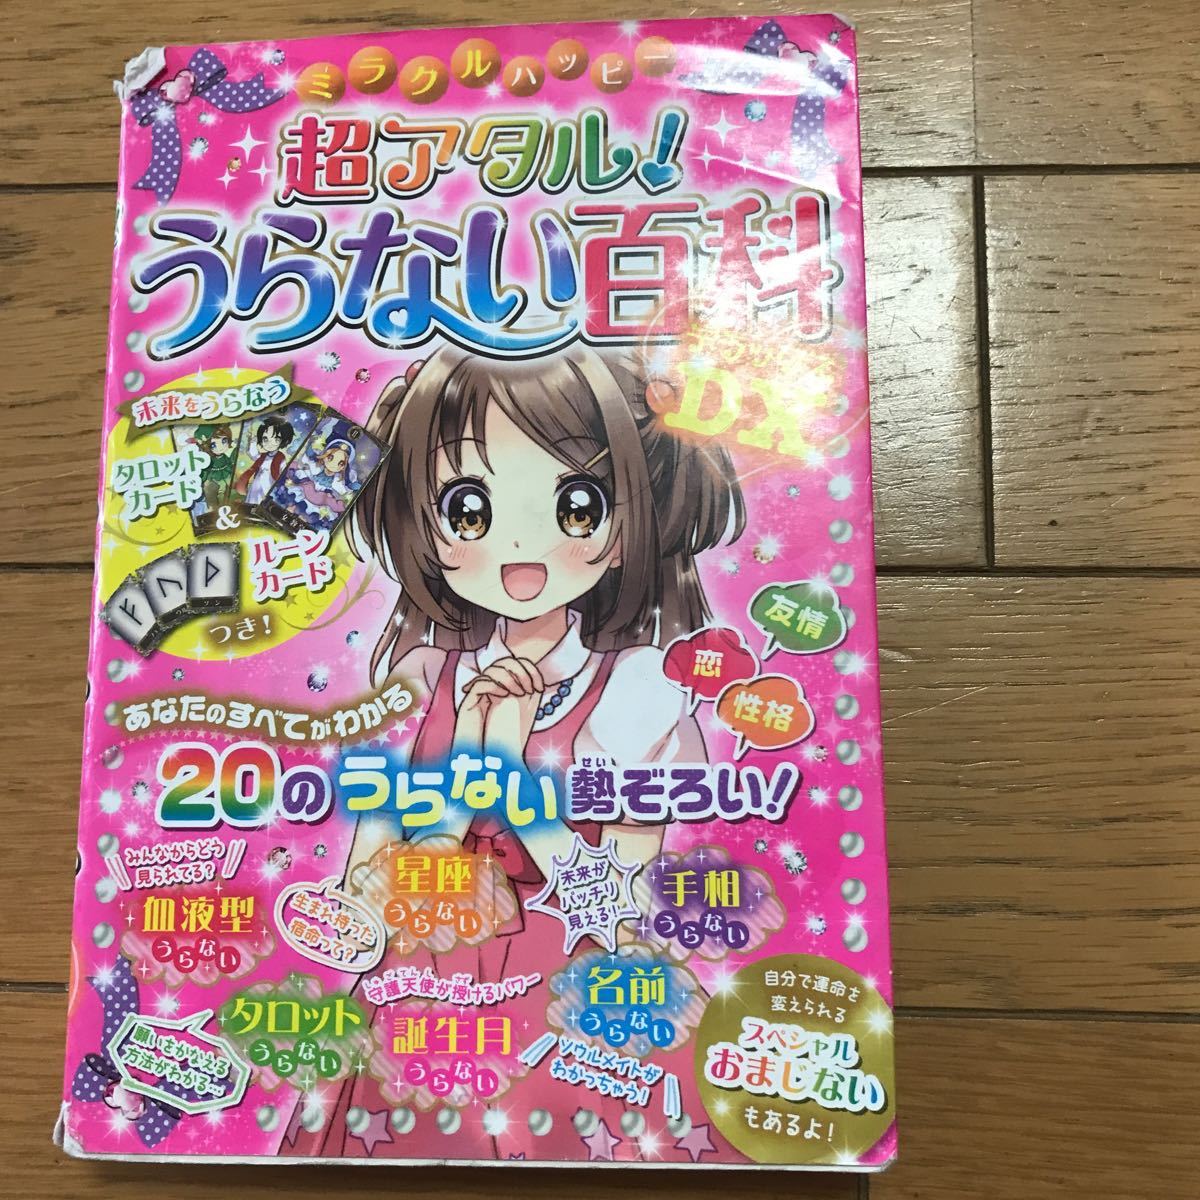 ミラクルハッピー
超アタル!
うらない百科
DX
未来をうらなう
タロット
カード
&
ルーン
カード
つき!
友情
恋
性格
あなたのすべてがわかる
20のうらない勢ぞろい!
せい
みんなからどう
見られてる?
血液型
うらない
生まれ持った
宿命って?
星座
うらない
未来が
バッチリ
見える!!
手相
うらない
願いをかなえる
方法がわかる…
タロット
うらない
しゅごてんし さず
守護天使が授けるパワー
誕生月
うらない
名前
うらない
ソウルメイトが
わかっちゃう!
自分で運命を
変えられる
スペシャル
おまじない
もあるよ!